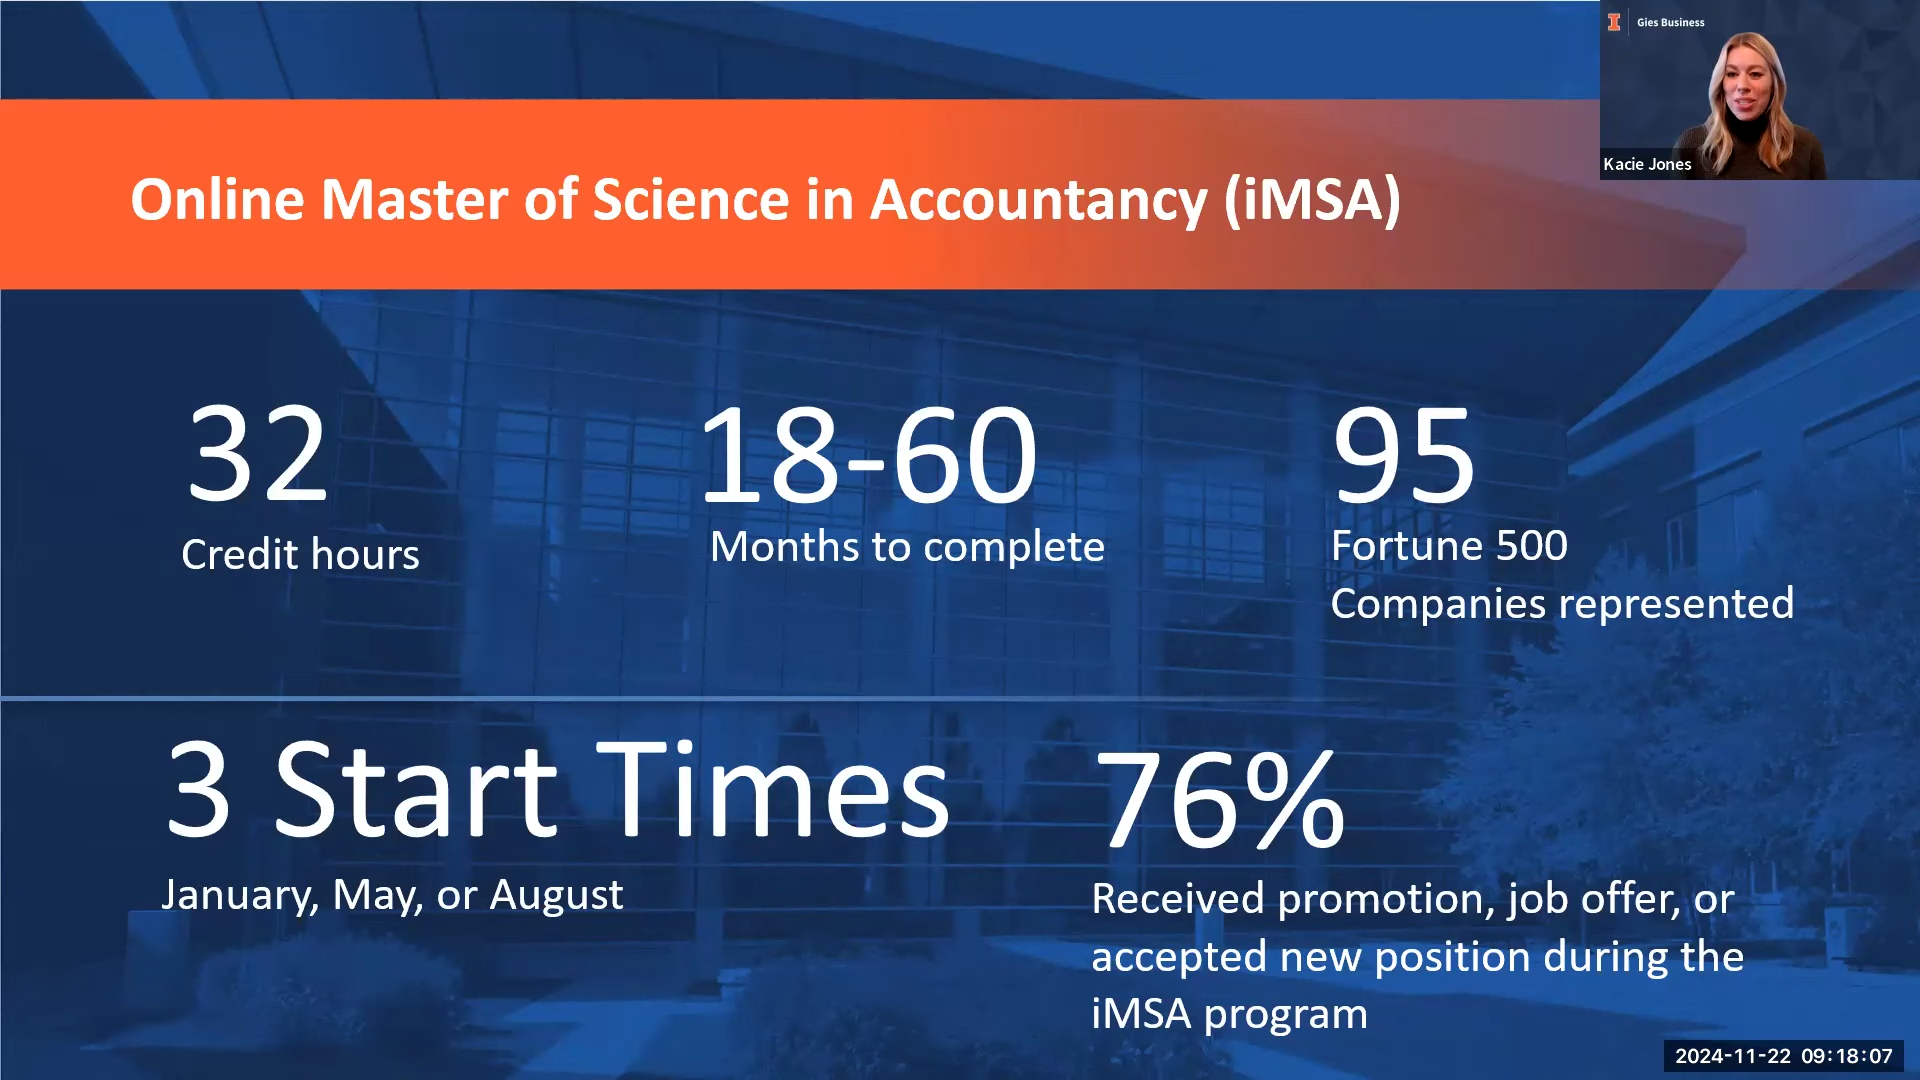 Gies Business
Kacie Jones
Online Master of Science in Accountancy (iMSA)
32
Credit hours
18-60
Months to complete
95
Fortune 500
Companies represented
3 Start Times
January, May, or August
76%
Received promotion, job offer, or
accepted new position during the
iMSA program
2024-11-22 09:18:07